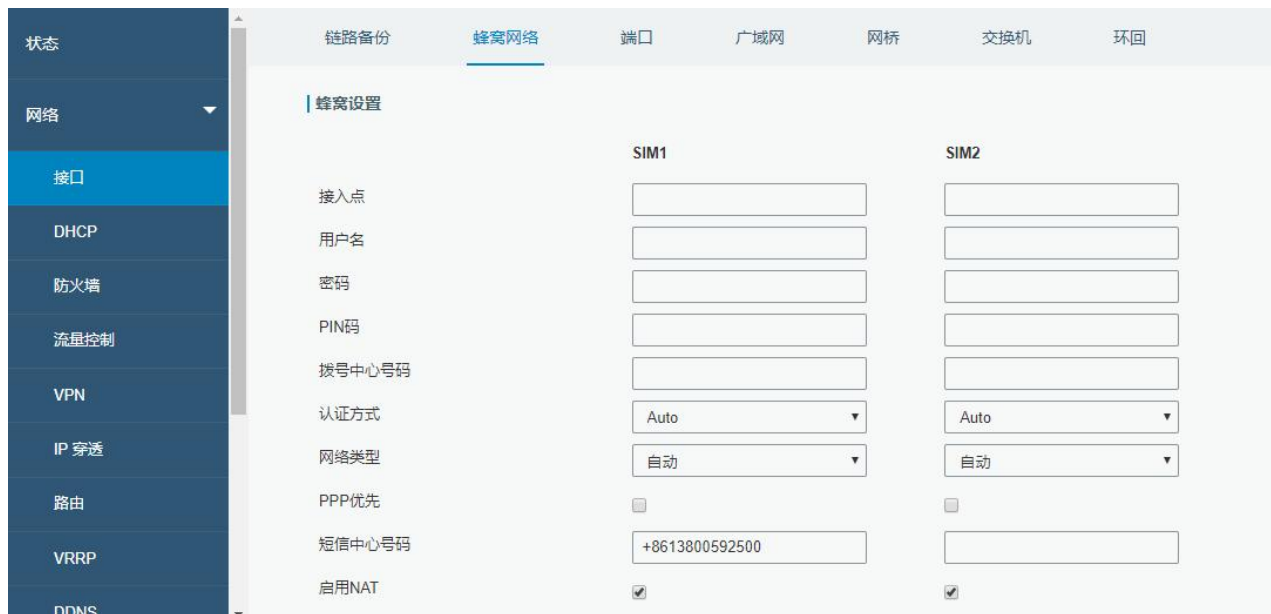 状态
网络
接口
DHCP
防火墙
流量控制
VPN
IP 穿透
路由
VRRP
DDNS
链路备份 蜂窝网络 端口 广域网 网桥 交换机 环回
蜂窝设置
SIM1 SIM2
接入点
用户名
密码
PIN码
拨号中心号码
认证方式 Auto Auto
网络类型 自动 自动
PPP优先
短信中心号码 +8613800592500
启用NAT